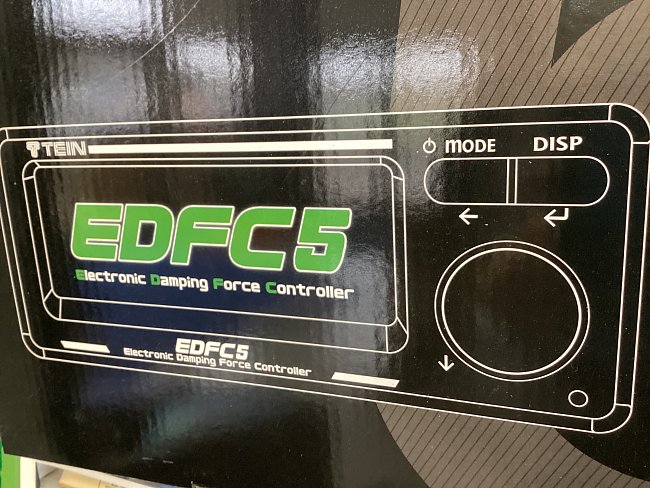 TEIN
MODE DISP
EDFC5
Electronic Damping Force Controller
EDFC5
Electronic Damping Force Controller